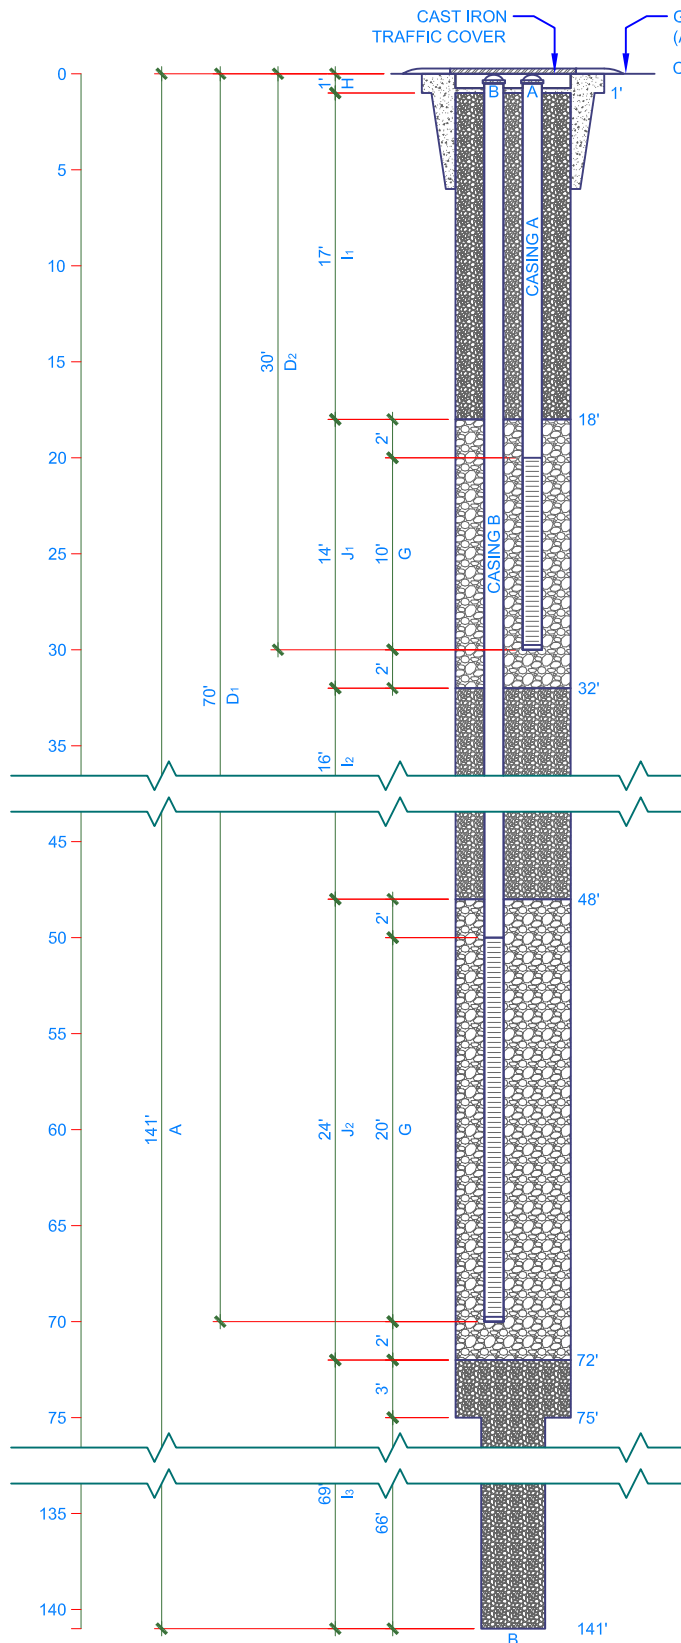 CAST IRON
TRAFFIC COVER
G
(A
0
1'
H
B
A
1'
5
10
17'
I1
CASING A
15
30'
D2
18'
2'
20
25
14'
J1
10'
G
CASING B
30
2'
32'
70'
D1
35
16'
I2
45
48'
2'
50
55
60
141'
A
24'
J2
20'
G
65
70
2'
72'
3'
75
75'
69'
I3
66'
135
140
141'
B